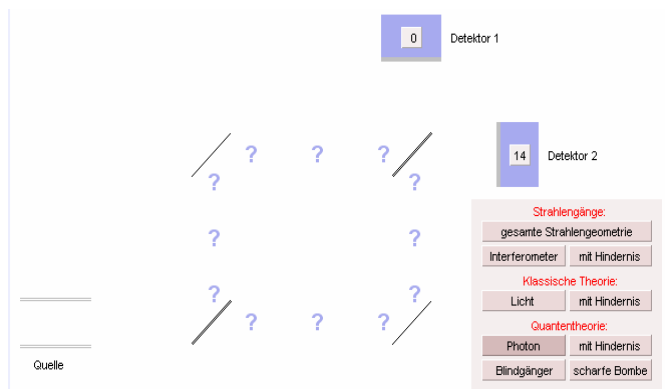 0
Detektor 1
14
Detektor 2
? ? ?
? ?
? ?
? ?
? ? ?
Quelle
Strahlengänge:
gesamte Strahlengeometrie
Interferometer mit Hindernis
Klassische Theorie:
Licht mit Hindernis
Quantentheorie:
Photon mit Hindernis
Blindgänger scharfe Bombe